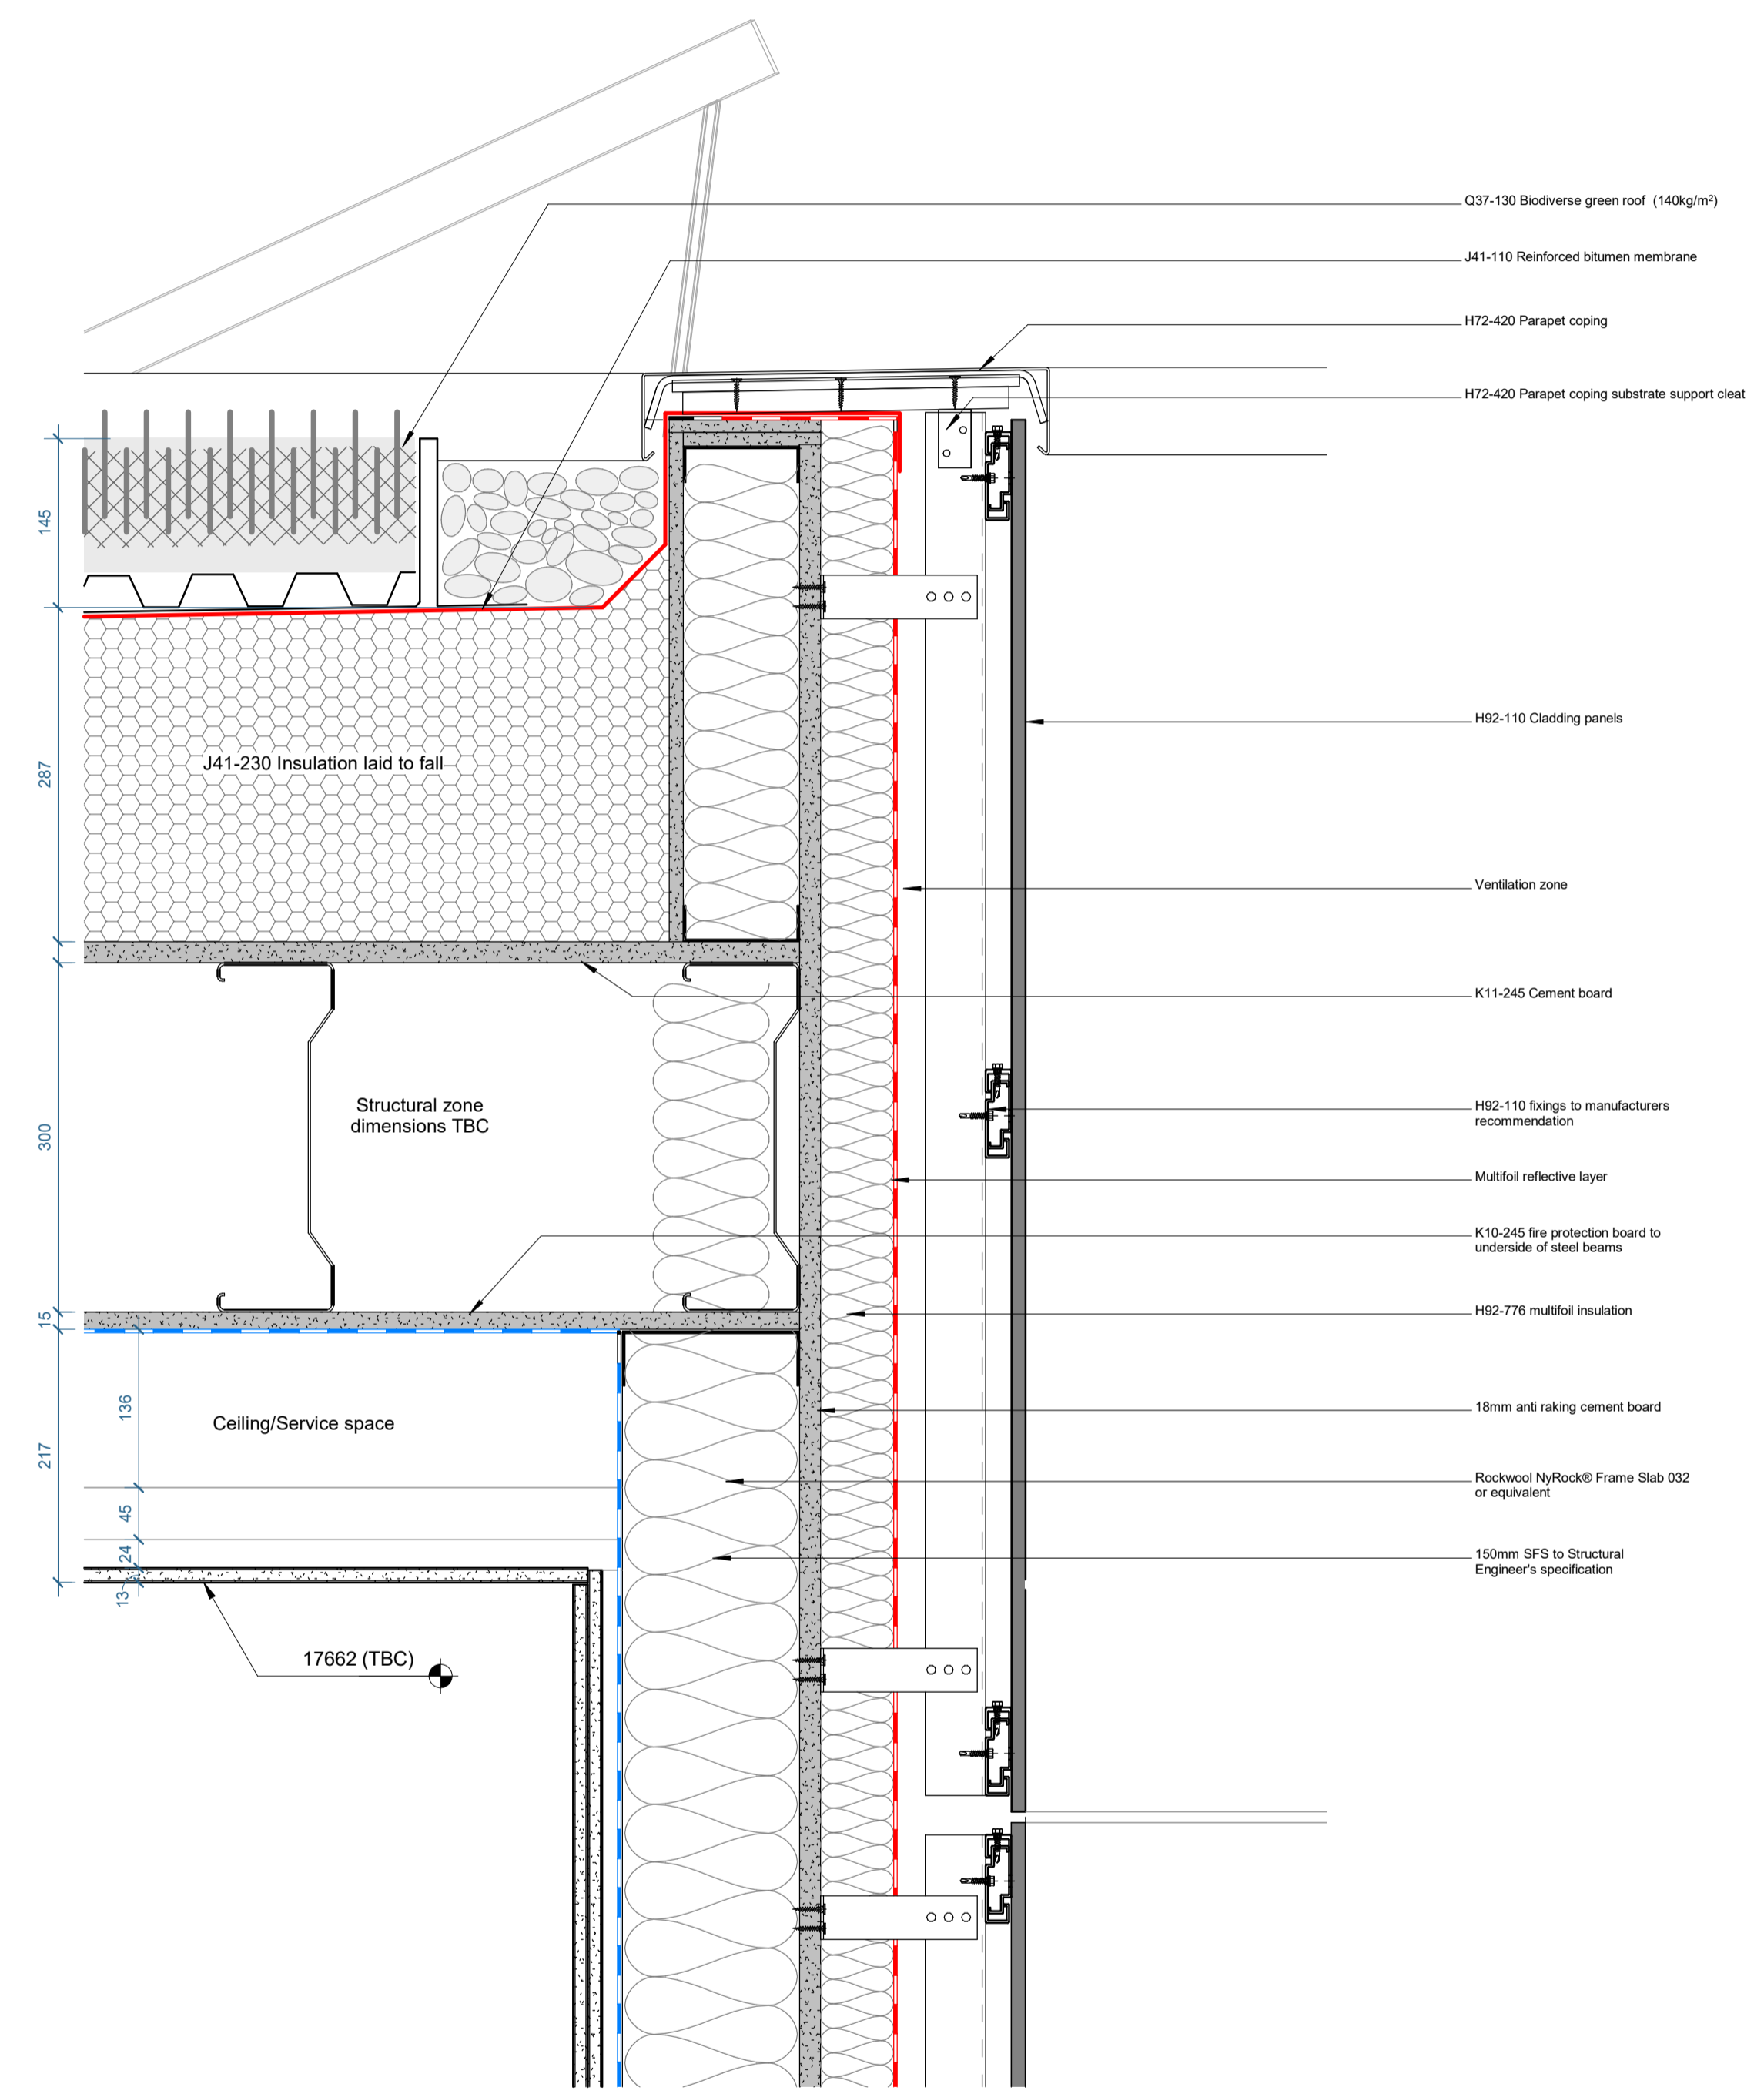 Q37-130 Biodiverse green roof (140kg/m²)
J41-110 Reinforced bitumen membrane
H72-420 Parapet coping
H72-420 Parapet coping substrate support cleat
145
H92-110 Cladding panels
J41-230 Insulation laid to fall
287
Ventilation zone
K11-245 Cement board
Structural zone
dimensions TBC
300
H92-110 fixings to manufacturers
recommendation
Multifoil reflective layer
K10-245 fire protection board to
underside of steel beams
15
H92-776 multifoil insulation
136
Ceiling/Service space
18mm anti raking cement board
217
Rockwool NyRock® Frame Slab 032
or equivalent
45
24
150mm SFS to Structural
Engineer's specification
13
17662 (TBC)